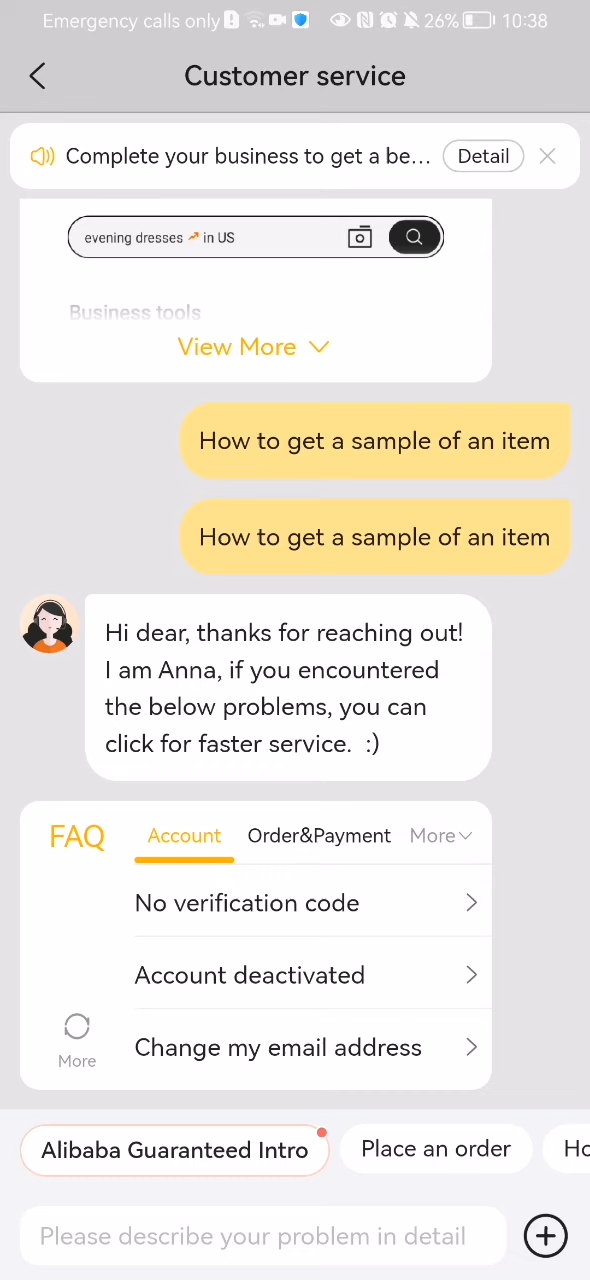 Emergency calls only 26% 10:38
Customer service
Complete your business to get a be... Detail
evening dresses in US
Business tools
View More
How to get a sample of an item
How to get a sample of an item
Hi dear, thanks for reaching out!
I am Anna, if you encountered
the below problems, you can
click for faster service. :)
FAQ Account Order&Payment More
No verification code
Account deactivated
More
Change my email address
Alibaba Guaranteed Intro Place an order Ho
Please describe your problem in detail